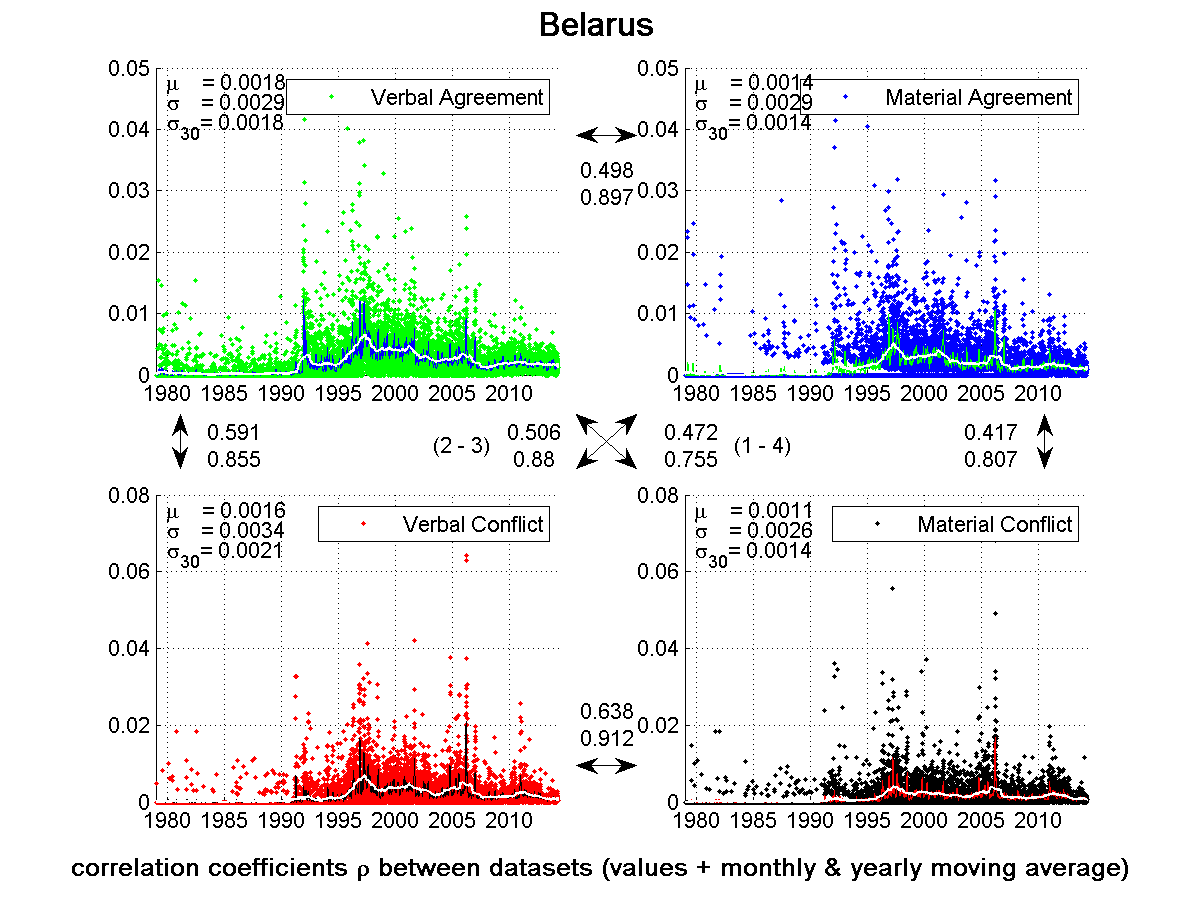 Belarus
0.05
0.04
0.03
0.02
0.01
0
μ = 0.0018
σ = 0.0029
σ30= 0.0018
Verbal Agreement
1980 1985 1990 1995 2000 2005 2010
0.498
0.897
0.05
0.04
0.03
0.02
0.01
0
μ = 0.0014
σ = 0.0029
σ30= 0.0014
Material Agreement
1980 1985 1990 1995 2000 2005 2010
0.591
0.855
(2 - 3)
0.506
0.88
0.472
0.755
(1 - 4)
0.417
0.807
0.08
0.06
0.04
0.02
0
μ = 0.0016
σ = 0.0034
σ30= 0.0021
Verbal Conflict
1980 1985 1990 1995 2000 2005 2010
0.638
0.912
0.08
0.06
0.04
0.02
0
μ = 0.0011
σ = 0.0026
σ30= 0.0014
Material Conflict
1980 1985 1990 1995 2000 2005 2010
correlation coefficients ρ between datasets (values + monthly & yearly moving average)